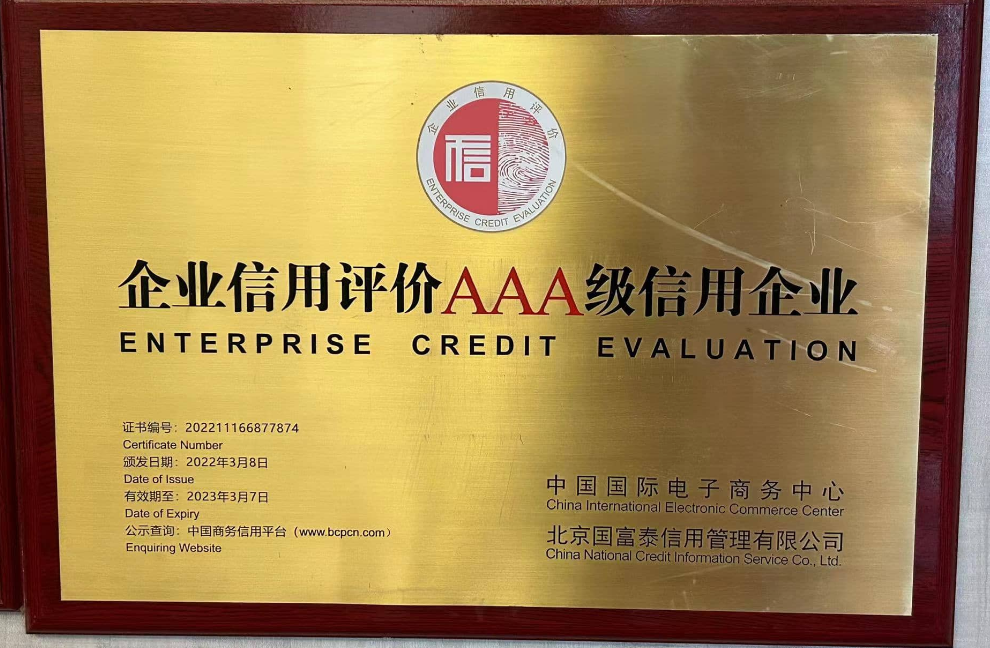 企业信用评价
信
ENTERPRISE CREDIT EVALUATION
企业信用评价AAA级信用企业
ENTERPRISE CREDIT EVALUATION
证书编号：202211166877874
Certificate Number
颁发日期：2022年3月8日
Date of Issue
有效期至：2023年3月7日
Date of Expiry
公示查询：中国商务信用平台（www.bcpcn.com）
Enquiring Website
中国国际电子商务中心
China International Electronic Commerce Center
北京国富泰信用管理有限公司
China National Credit Information Service Co., Ltd.